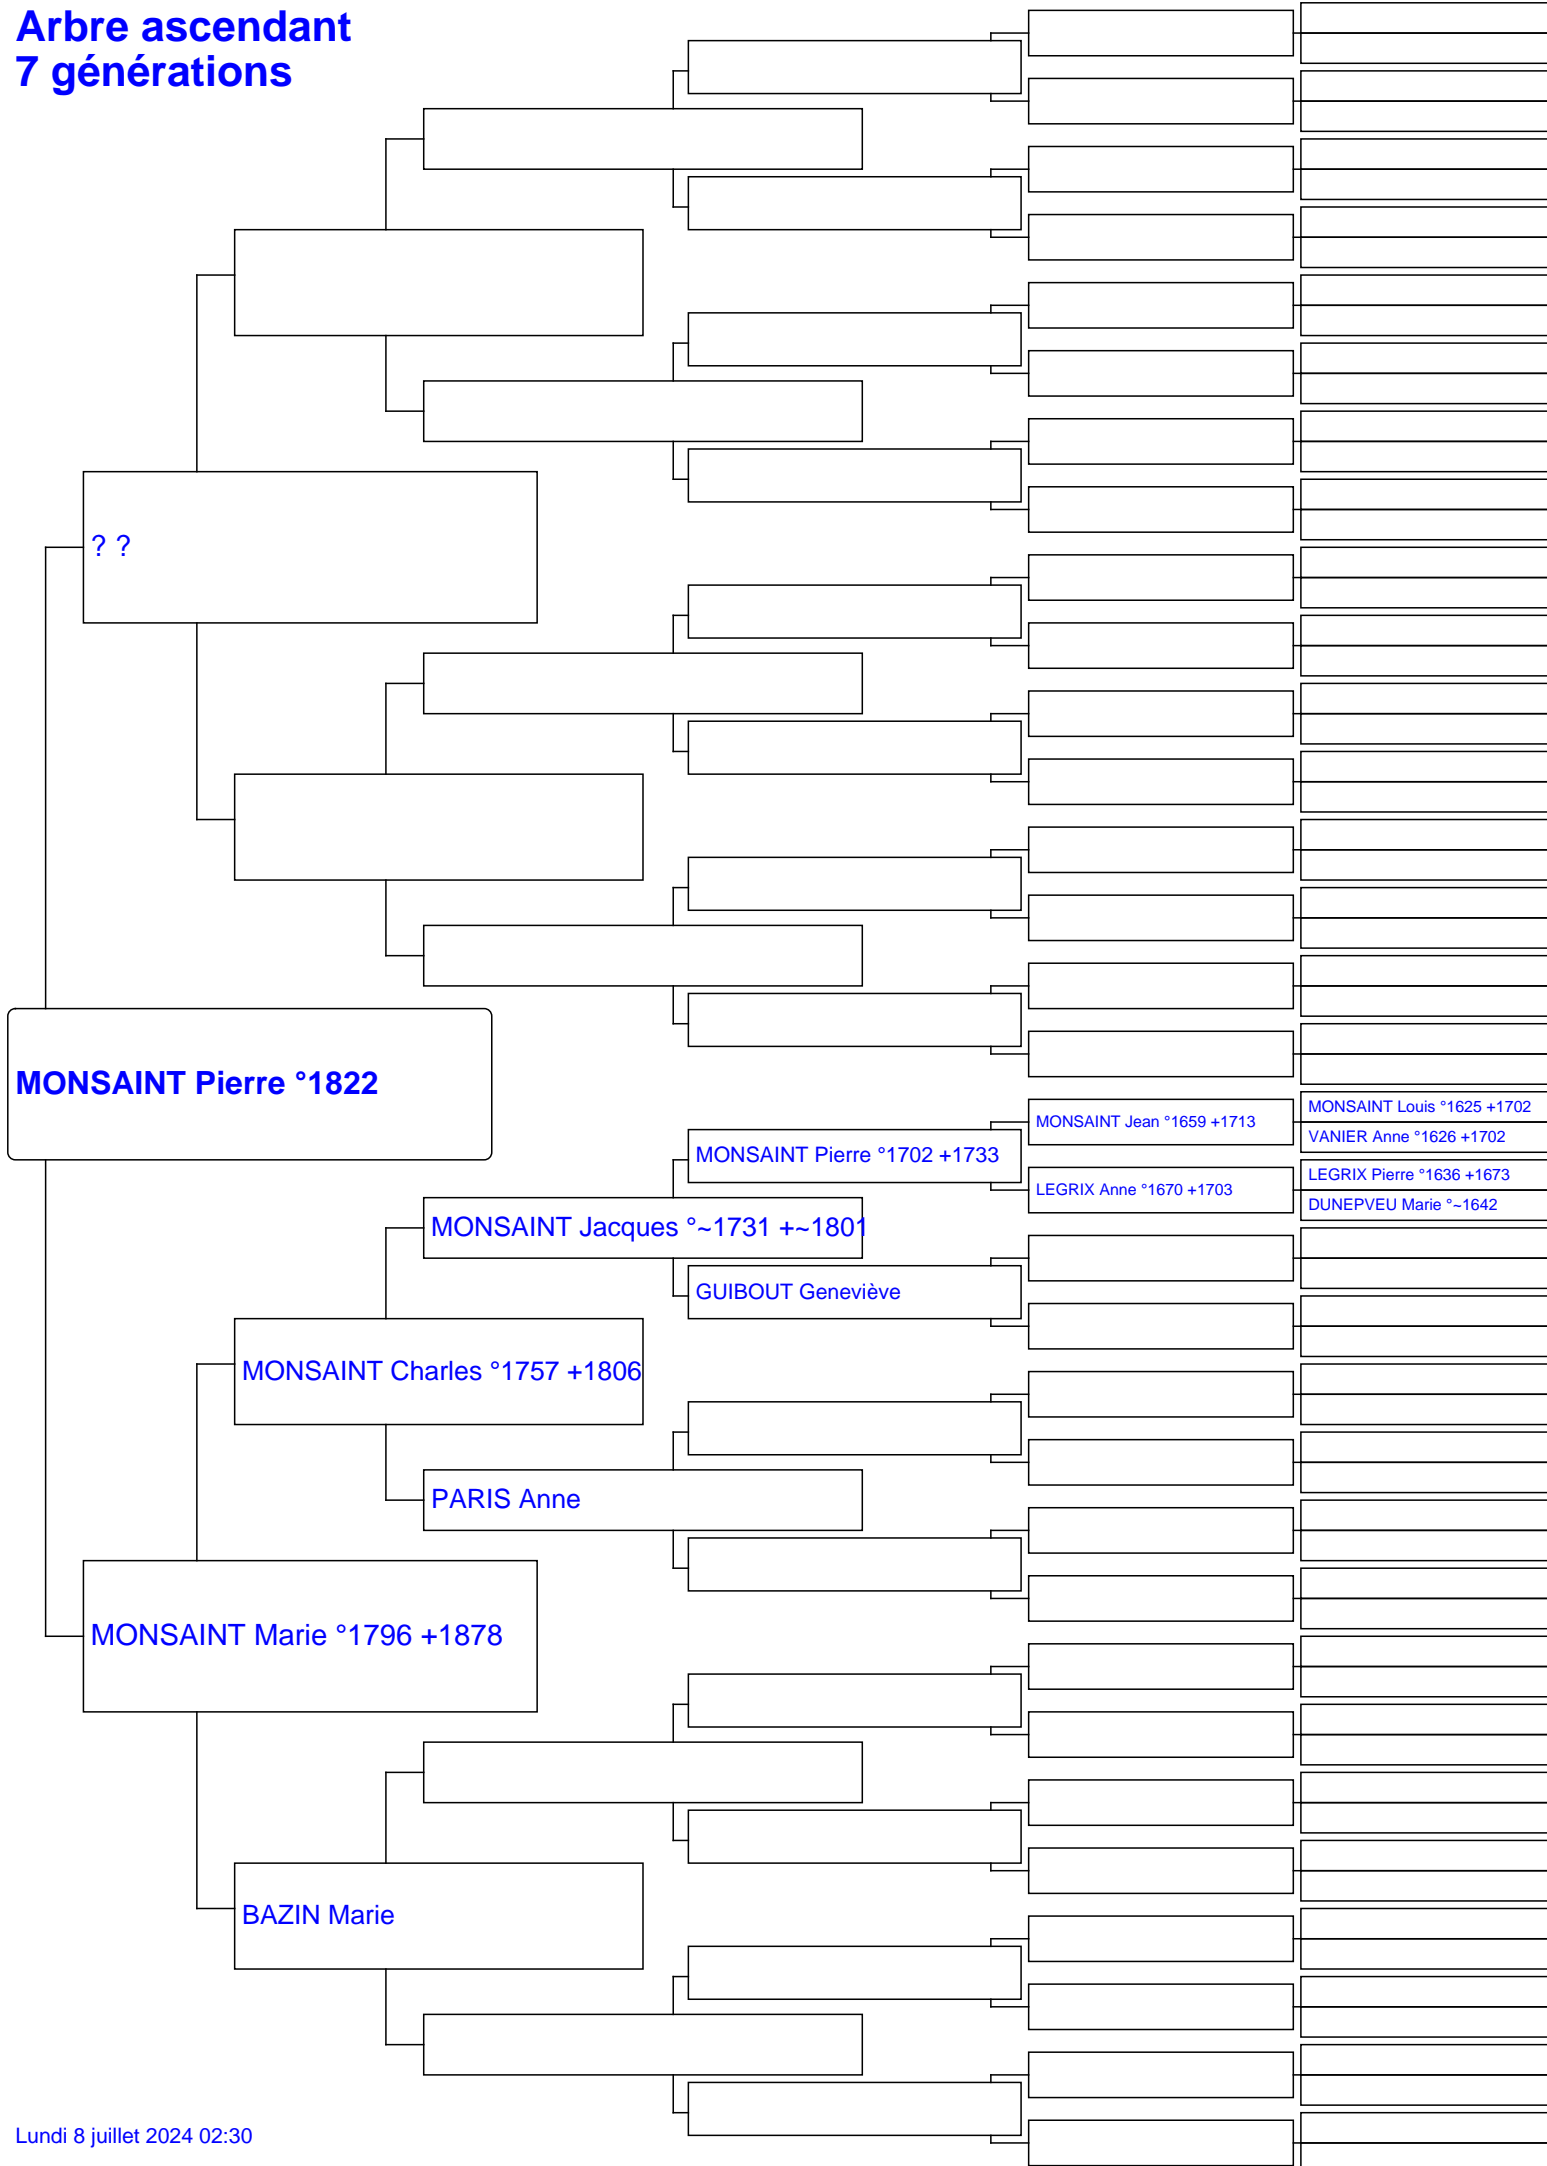 Arbre ascendant
7 générations
? ?
MONSAINT Pierre °1822
MONSAINT Louis °1625 +1702
MONSAINT Jean °1659 +1713
VANIER Anne °1626 +1702
MONSAINT Pierre °1702 +1733
LEGRIX Pierre °1636 +1673
LEGRIX Anne °1670 +1703
DUNEPVEU Marie °~1642
MONSAINT Jacques °~1731 +~1801
GUIBOUT Geneviève
MONSAINT Charles °1757 +1806
PARIS Anne
MONSAINT Marie °1796 +1878
BAZIN Marie
Lundi 8 juillet 2024 02:30